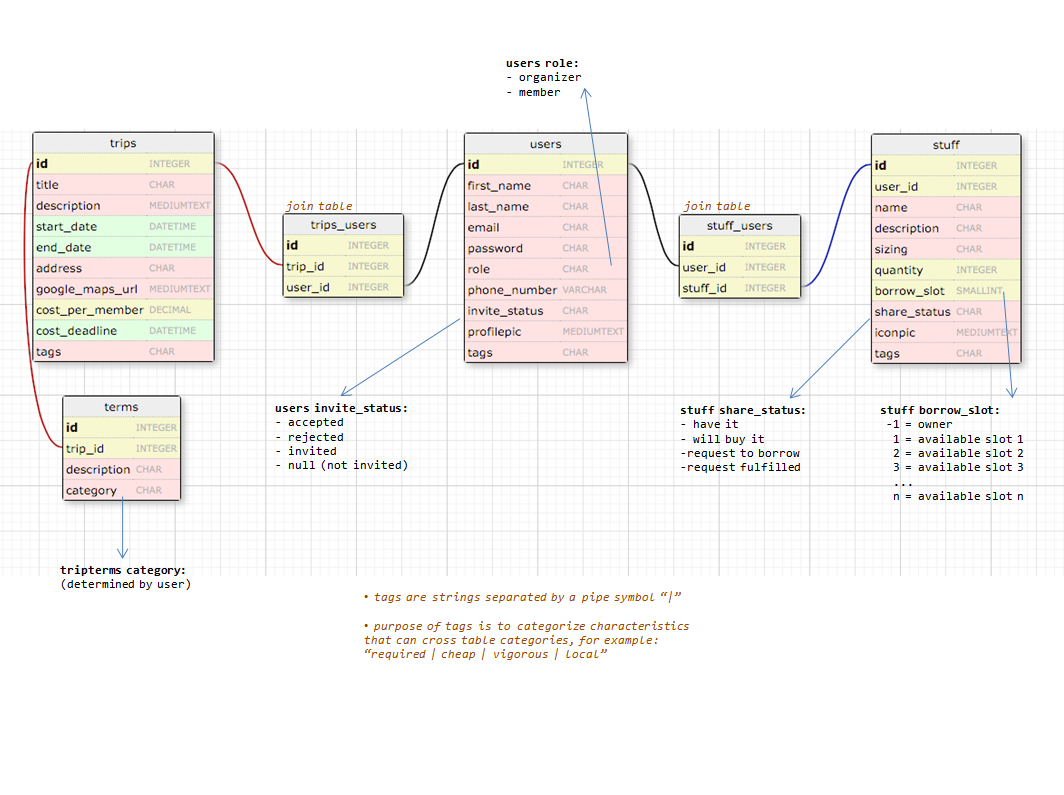 users role:
- organizer
- member
trips
id INTEGER
title CHAR
description MEDIUMTEXT
start_date DATETIME
end_date DATETIME
address CHAR
google_maps_url MEDIUMTEXT
cost_per_member DECIMAL
cost_deadline DATETIME
tags CHAR
join table
trips_users
id INTEGER
trip_id INTEGER
user_id INTEGER
users
id INTEGER
first_name CHAR
last_name CHAR
email CHAR
password CHAR
role CHAR
phone_number VARCHAR
invite_status CHAR
profilepic MEDIUMTEXT
tags CHAR
join table
stuff_users
id INTEGER
user_id INTEGER
stuff_id INTEGER
stuff
id INTEGER
user_id INTEGER
name CHAR
description CHAR
sizing CHAR
quantity INTEGER
borrow_slot SMALLINT
share_status CHAR
iconpic MEDIUMTEXT
tags CHAR
terms
id INTEGER
trip_id INTEGER
description CHAR
category CHAR
users invite_status:
- accepted
- rejected
- invited
- null (not invited)
stuff share_status:
- have it
- will buy it
-request to borrow
-request fulfilled
stuff borrow_slot:
-1 = owner
1 = available slot 1
2 = available slot 2
3 = available slot 3
...
n = available slot n
tripterms category:
(determined by user)
• tags are strings separated by a pipe symbol “|”
• purpose of tags is to categorize characteristics
that can cross table categories, for example:
“required | cheap | vigorous | local”